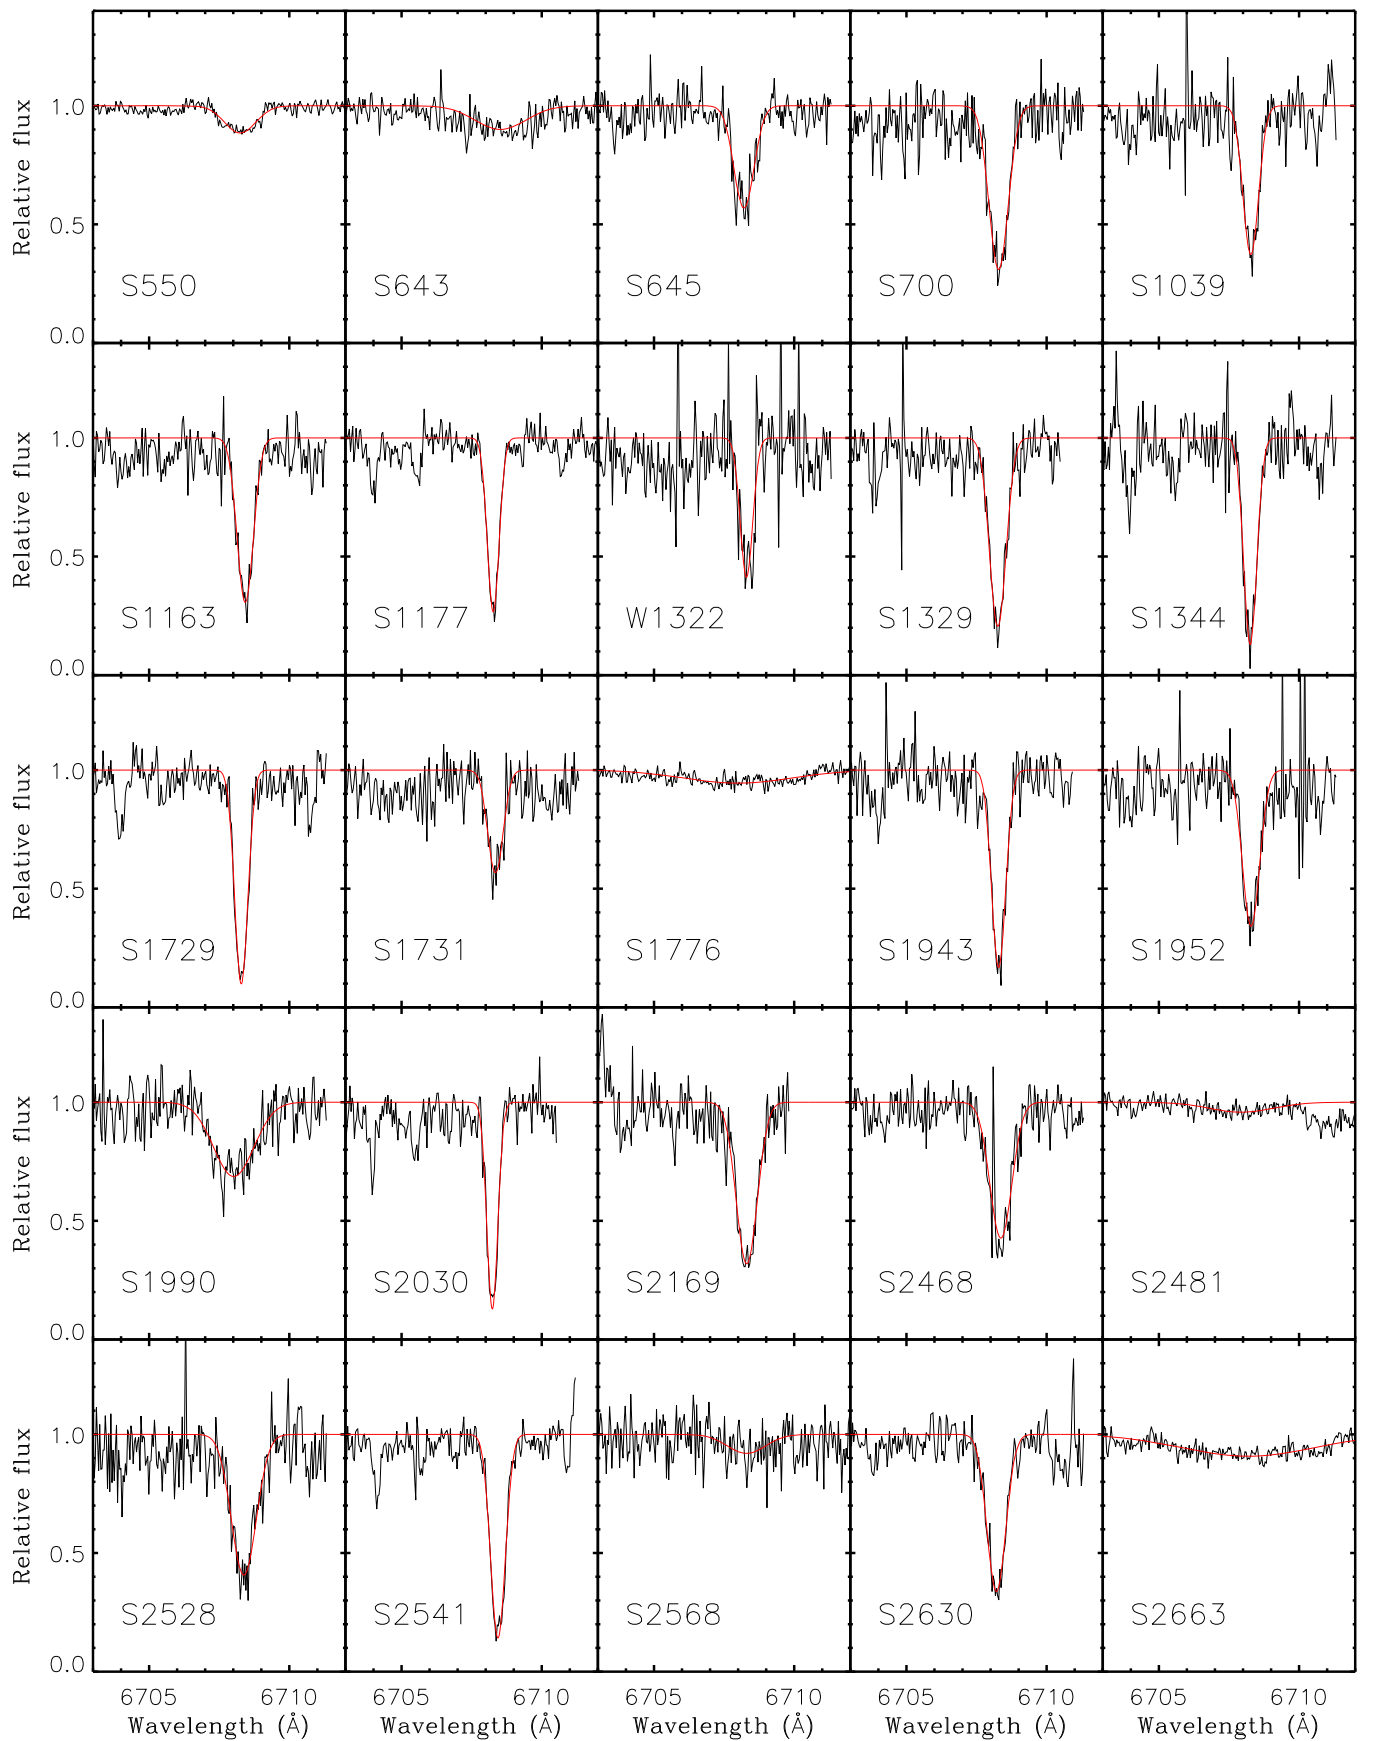 Relative flux 1.0 0.5 0.0
S550 S643 S645 S700 S1039
Relative flux 1.0 0.5 0.0
S1163 S1177 W1322 S1329 S1344
Relative flux 1.0 0.5 0.0
S1729 S1731 S1776 S1943 S1952
Relative flux 1.0 0.5 0.0
S1990 S2030 S2169 S2468 S2481
Relative flux 1.0 0.5 0.0
S2528 S2541 S2568 S2630 S2663
6705 6710 6705 6710 6705 6710 6705 6710 6705 6710
Wavelength (Å) Wavelength (Å) Wavelength (Å) Wavelength (Å) Wavelength (Å)